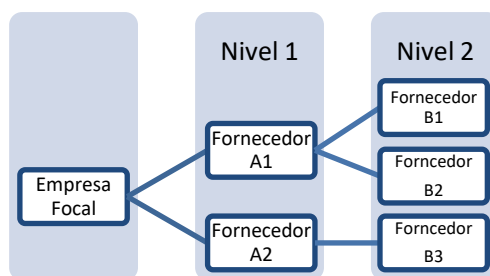 Nivel 1
Nivel 2
Empresa
Focal
Fornecedor
A1
Fornecedor
A2
Fornecedor
B1
Forncedor
B2
Forncedor
B3